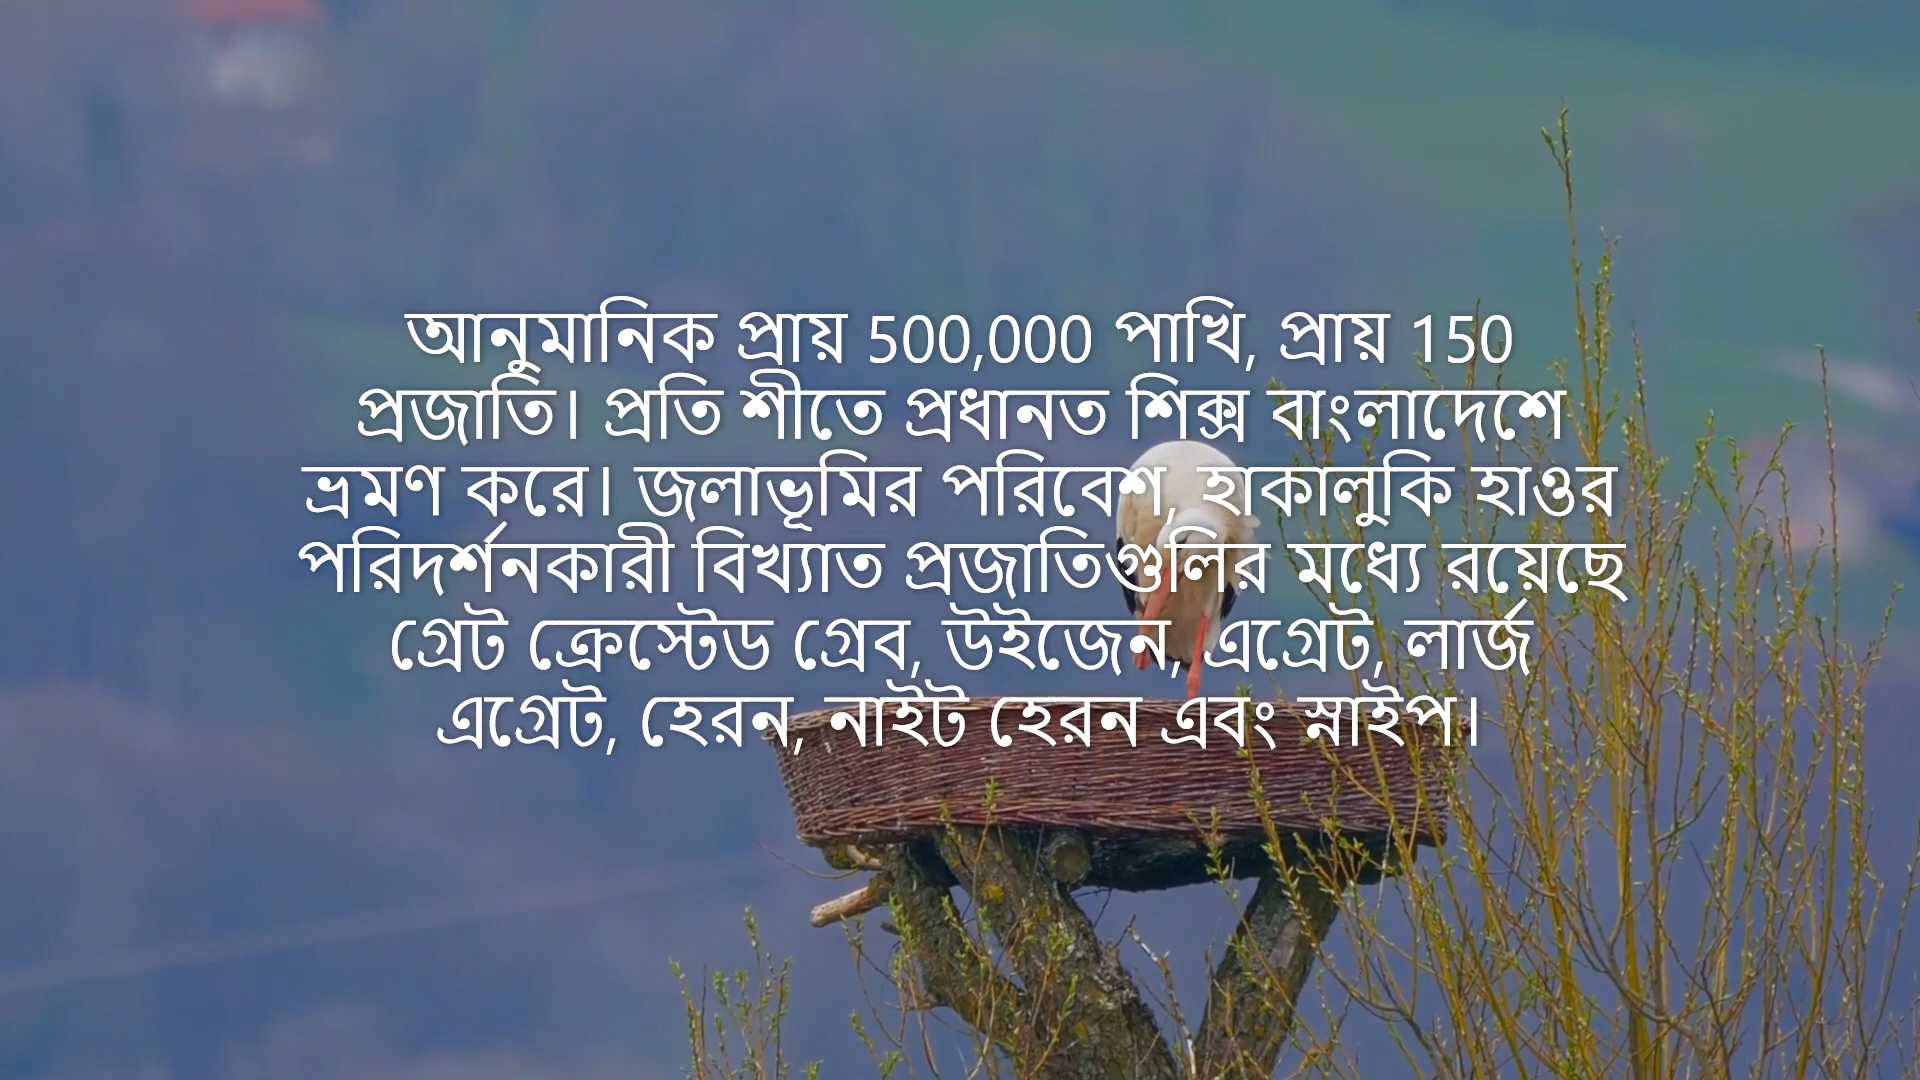 আনুমানিক প্রায় 500,000 পাখি, প্রায় 150
প্রজাতি। প্রতি শীতে প্রধানত শিক্স বাংলাদেশে
ভ্রমণ করে। জলাভূমির পরিবেশ, হাকালুকি হাওর
পরিদর্শনকারী বিখ্যাত প্রজাতিগুলির মধ্যে রয়েছে
গ্রেট ক্রেস্টেড গ্রেব, উইজেন, এগ্রেট, লার্জ
এগ্রেট, হেরন, নাইট হেরন এবং স্নাইপ।